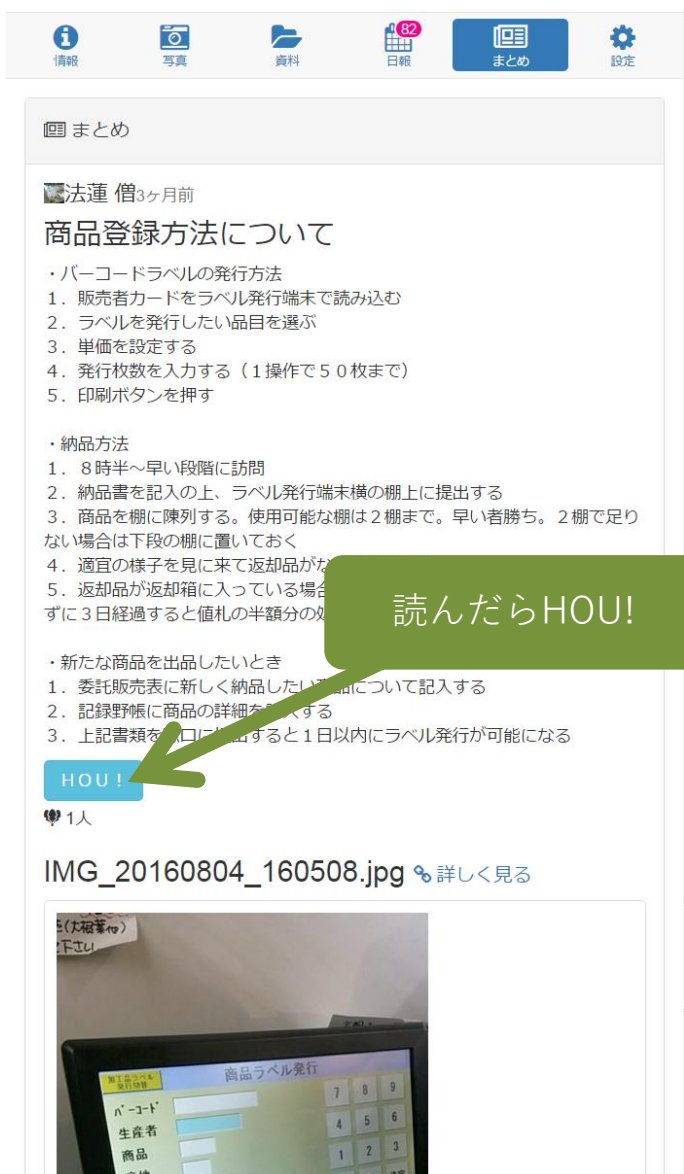 82
情報
写真
資料
日報
まとめ
設定
まとめ
法蓮 僧3ヶ月前
商品登録方法について
・バーコードラベルの発行方法
1．販売者カードをラベル発行端末で読み込む
2．ラベルを発行したい品目を選ぶ
3．単価を設定する
4．発行枚数を入力する（1操作で50枚まで）
5．印刷ボタンを押す
・納品方法
1．8時半～早い段階に訪問
2．納品書を記入の上、ラベル発行端末横の棚上に提出する
3．商品を棚に陳列する。使用可能な棚は2棚まで。早い者勝ち。2棚で足り
ない場合は下段の棚に置いておく
4．適宜の様子を見に来て返却品が
5．返却品が返却箱に入っている場合
ずに3日経過すると値札の半額分の
読んだらHOU!
・新たな商品を出品したいとき
1．委託販売表に新しく納品したい
について記入する
2．記録野帳に商品の詳細を
する
3．上記書類を
すると1日以内にラベル発行が可能になる
HOU！
1人
IMG_20160804_160508.jpg 詳しく見る
下さい
商品ラベル発行
7 8 9
バーコード
生産者
4 5 6
商品
1 2 3